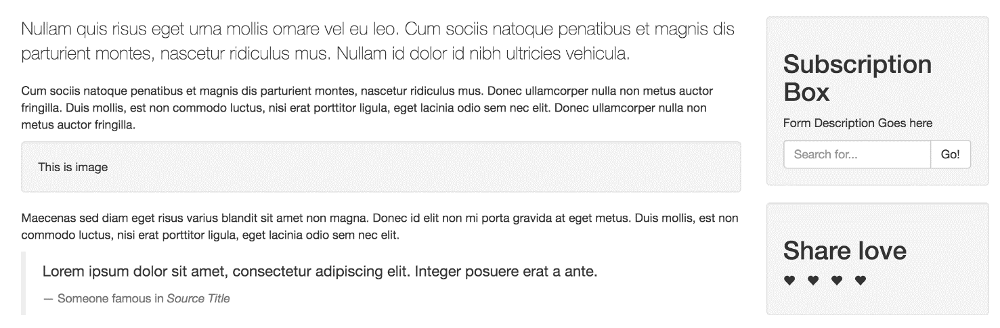 Nullam quis risus eget urna mollis ornare vel eu leo. Cum sociis natoque penatibus et magnis dis
parturient montes, nascetur ridiculus mus. Nullam id dolor id nibh ultricies vehicula.
Cum sociis natoque penatibus et magnis dis parturient montes, nascetur ridiculus mus. Donec ullamcorper nulla non metus auctor
fringilla. Duis mollis, est non commodo luctus, nisi erat porttitor ligula, eget lacinia odio sem nec elit. Donec ullamcorper nulla non
metus auctor fringilla.
This is image
Maecenas sed diam eget risus varius blandit sit amet non magna. Donec id elit non mi porta gravida at eget metus. Duis mollis, est non
commodo luctus, nisi erat porttitor ligula, eget lacinia odio sem nec elit.
Lorem ipsum dolor sit amet, consectetur adipiscing elit. Integer posuere erat a ante.
— Someone famous in Source Title
Subscription
Box
Form Description Goes here
Search for... Go!
Share love